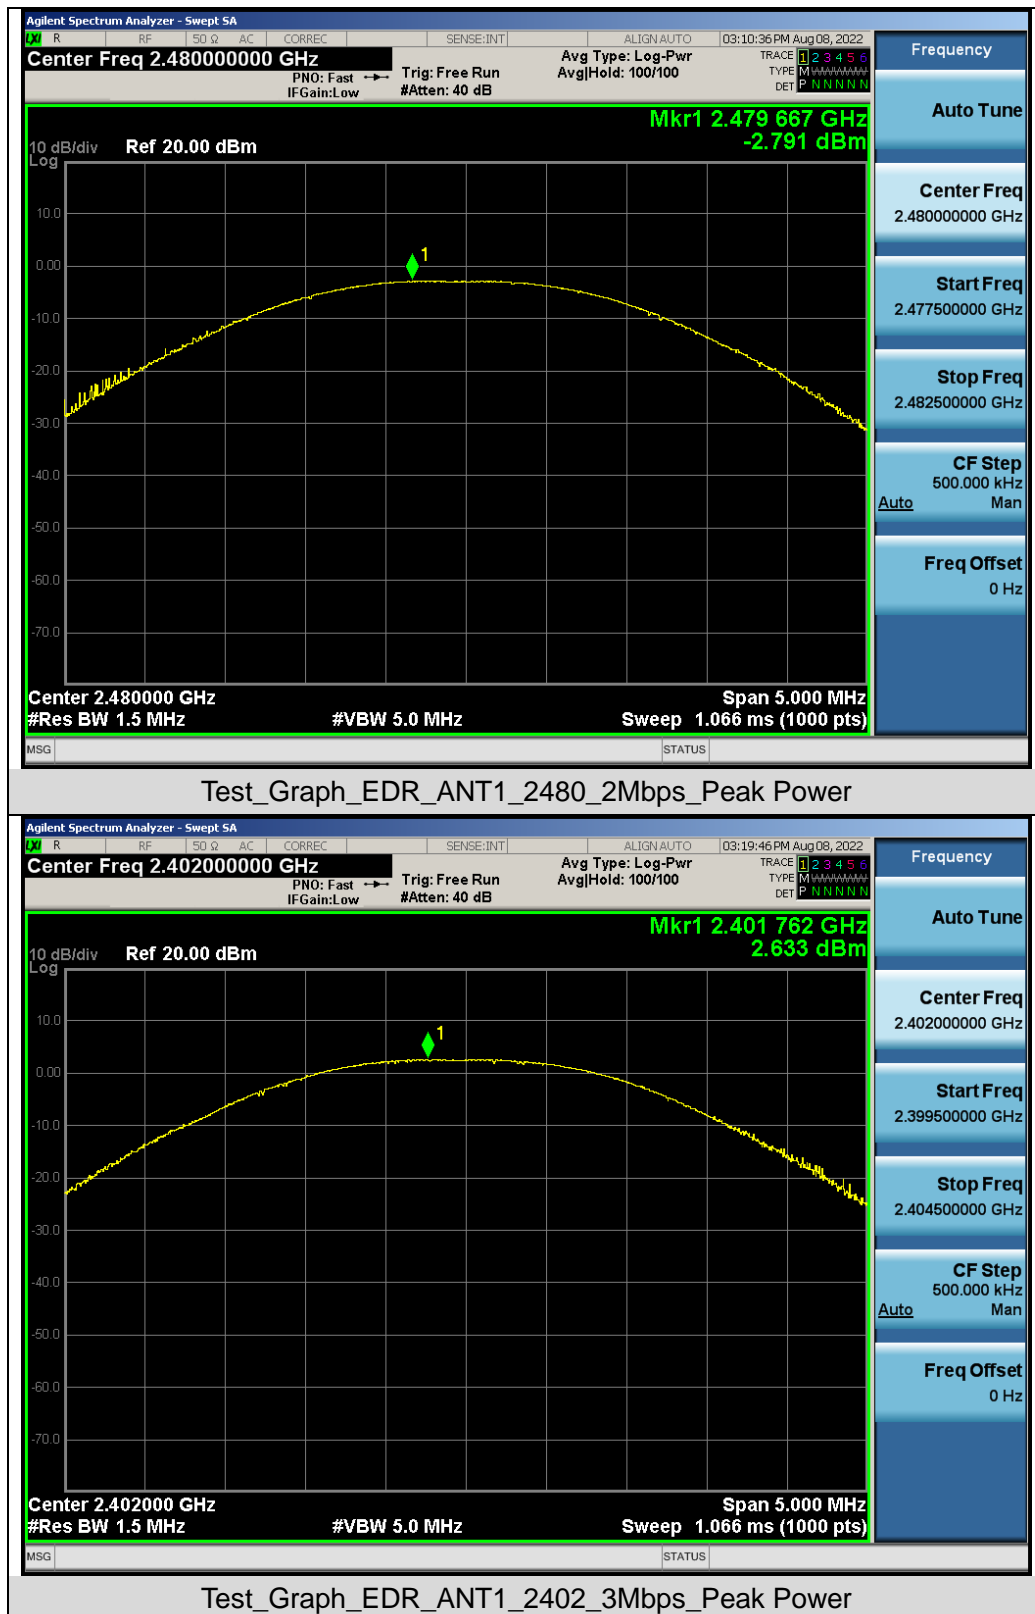 Agilent Spectrum Analyzer - Swept SA
LXI R RF 50 Ω AC CORREC SENSE:INT ALIGN AUTO 03:10:36 PM Aug 08, 2022
Center Freq 2.480000000 GHz
PNO: Fast
IFGain:Low
Trig: Free Run
#Atten: 40 dB
Avg Type: Log-Pwr
Avg|Hold: 100/100
TRACE 1 2 3 4 5 6
TYPE M WWWWW
DET P N N N N N
Frequency
Mkr1 2.479 667 GHz
-2.791 dBm
10 dB/div Ref 20.00 dBm
Log
10.0
0.00
-10.0
-20.0
-30.0
-40.0
-50.0
-60.0
-70.0
1
Center 2.480000 GHz Span 5.000 MHz
#Res BW 1.5 MHz #VBW 5.0 MHz Sweep 1.066 ms (1000 pts)
MSG STATUS
Auto Tune
Center Freq
2.480000000 GHz
Start Freq
2.477500000 GHz
Stop Freq
2.482500000 GHz
CF Step
500.000 kHz
Auto Man
Freq Offset
0 Hz
Test_Graph_EDR_ANT1_2480_2Mbps_Peak Power
Agilent Spectrum Analyzer - Swept SA
LXI R RF 50 Ω AC CORREC SENSE:INT ALIGN AUTO 03:19:46 PM Aug 08, 2022
Center Freq 2.402000000 GHz
PNO: Fast
IFGain:Low
Trig: Free Run
#Atten: 40 dB
Avg Type: Log-Pwr
Avg|Hold: 100/100
TRACE 1 2 3 4 5 6
TYPE M WWWWW
DET P N N N N N
Frequency
Mkr1 2.401 762 GHz
2.633 dBm
10 dB/div Ref 20.00 dBm
Log
10.0
0.00
-10.0
-20.0
-30.0
-40.0
-50.0
-60.0
-70.0
1
Center 2.402000 GHz Span 5.000 MHz
#Res BW 1.5 MHz #VBW 5.0 MHz Sweep 1.066 ms (1000 pts)
MSG STATUS
Auto Tune
Center Freq
2.402000000 GHz
Start Freq
2.399500000 GHz
Stop Freq
2.404500000 GHz
CF Step
500.000 kHz
Auto Man
Freq Offset
0 Hz
Test_Graph_EDR_ANT1_2402_3Mbps_Peak Power